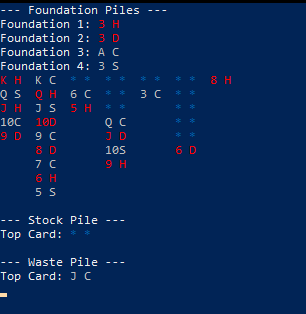 --- Foundation Piles ---
Foundation 1: 3 H
Foundation 2: 3 D
Foundation 3: A C
Foundation 4: 3 S
K H  K C  * *  * *  * *  * *  8 H
Q S  Q H  6 C  * *  3 C  * *
J H  J S  5 H  * *       * *
10C  10D       Q C       * *
9 D  9 C       J D       * *
     8 D       10S       6 D
     7 C       9 H
     6 H
     5 S
--- Stock Pile ---
Top Card: * *
--- Waste Pile ---
Top Card: J C